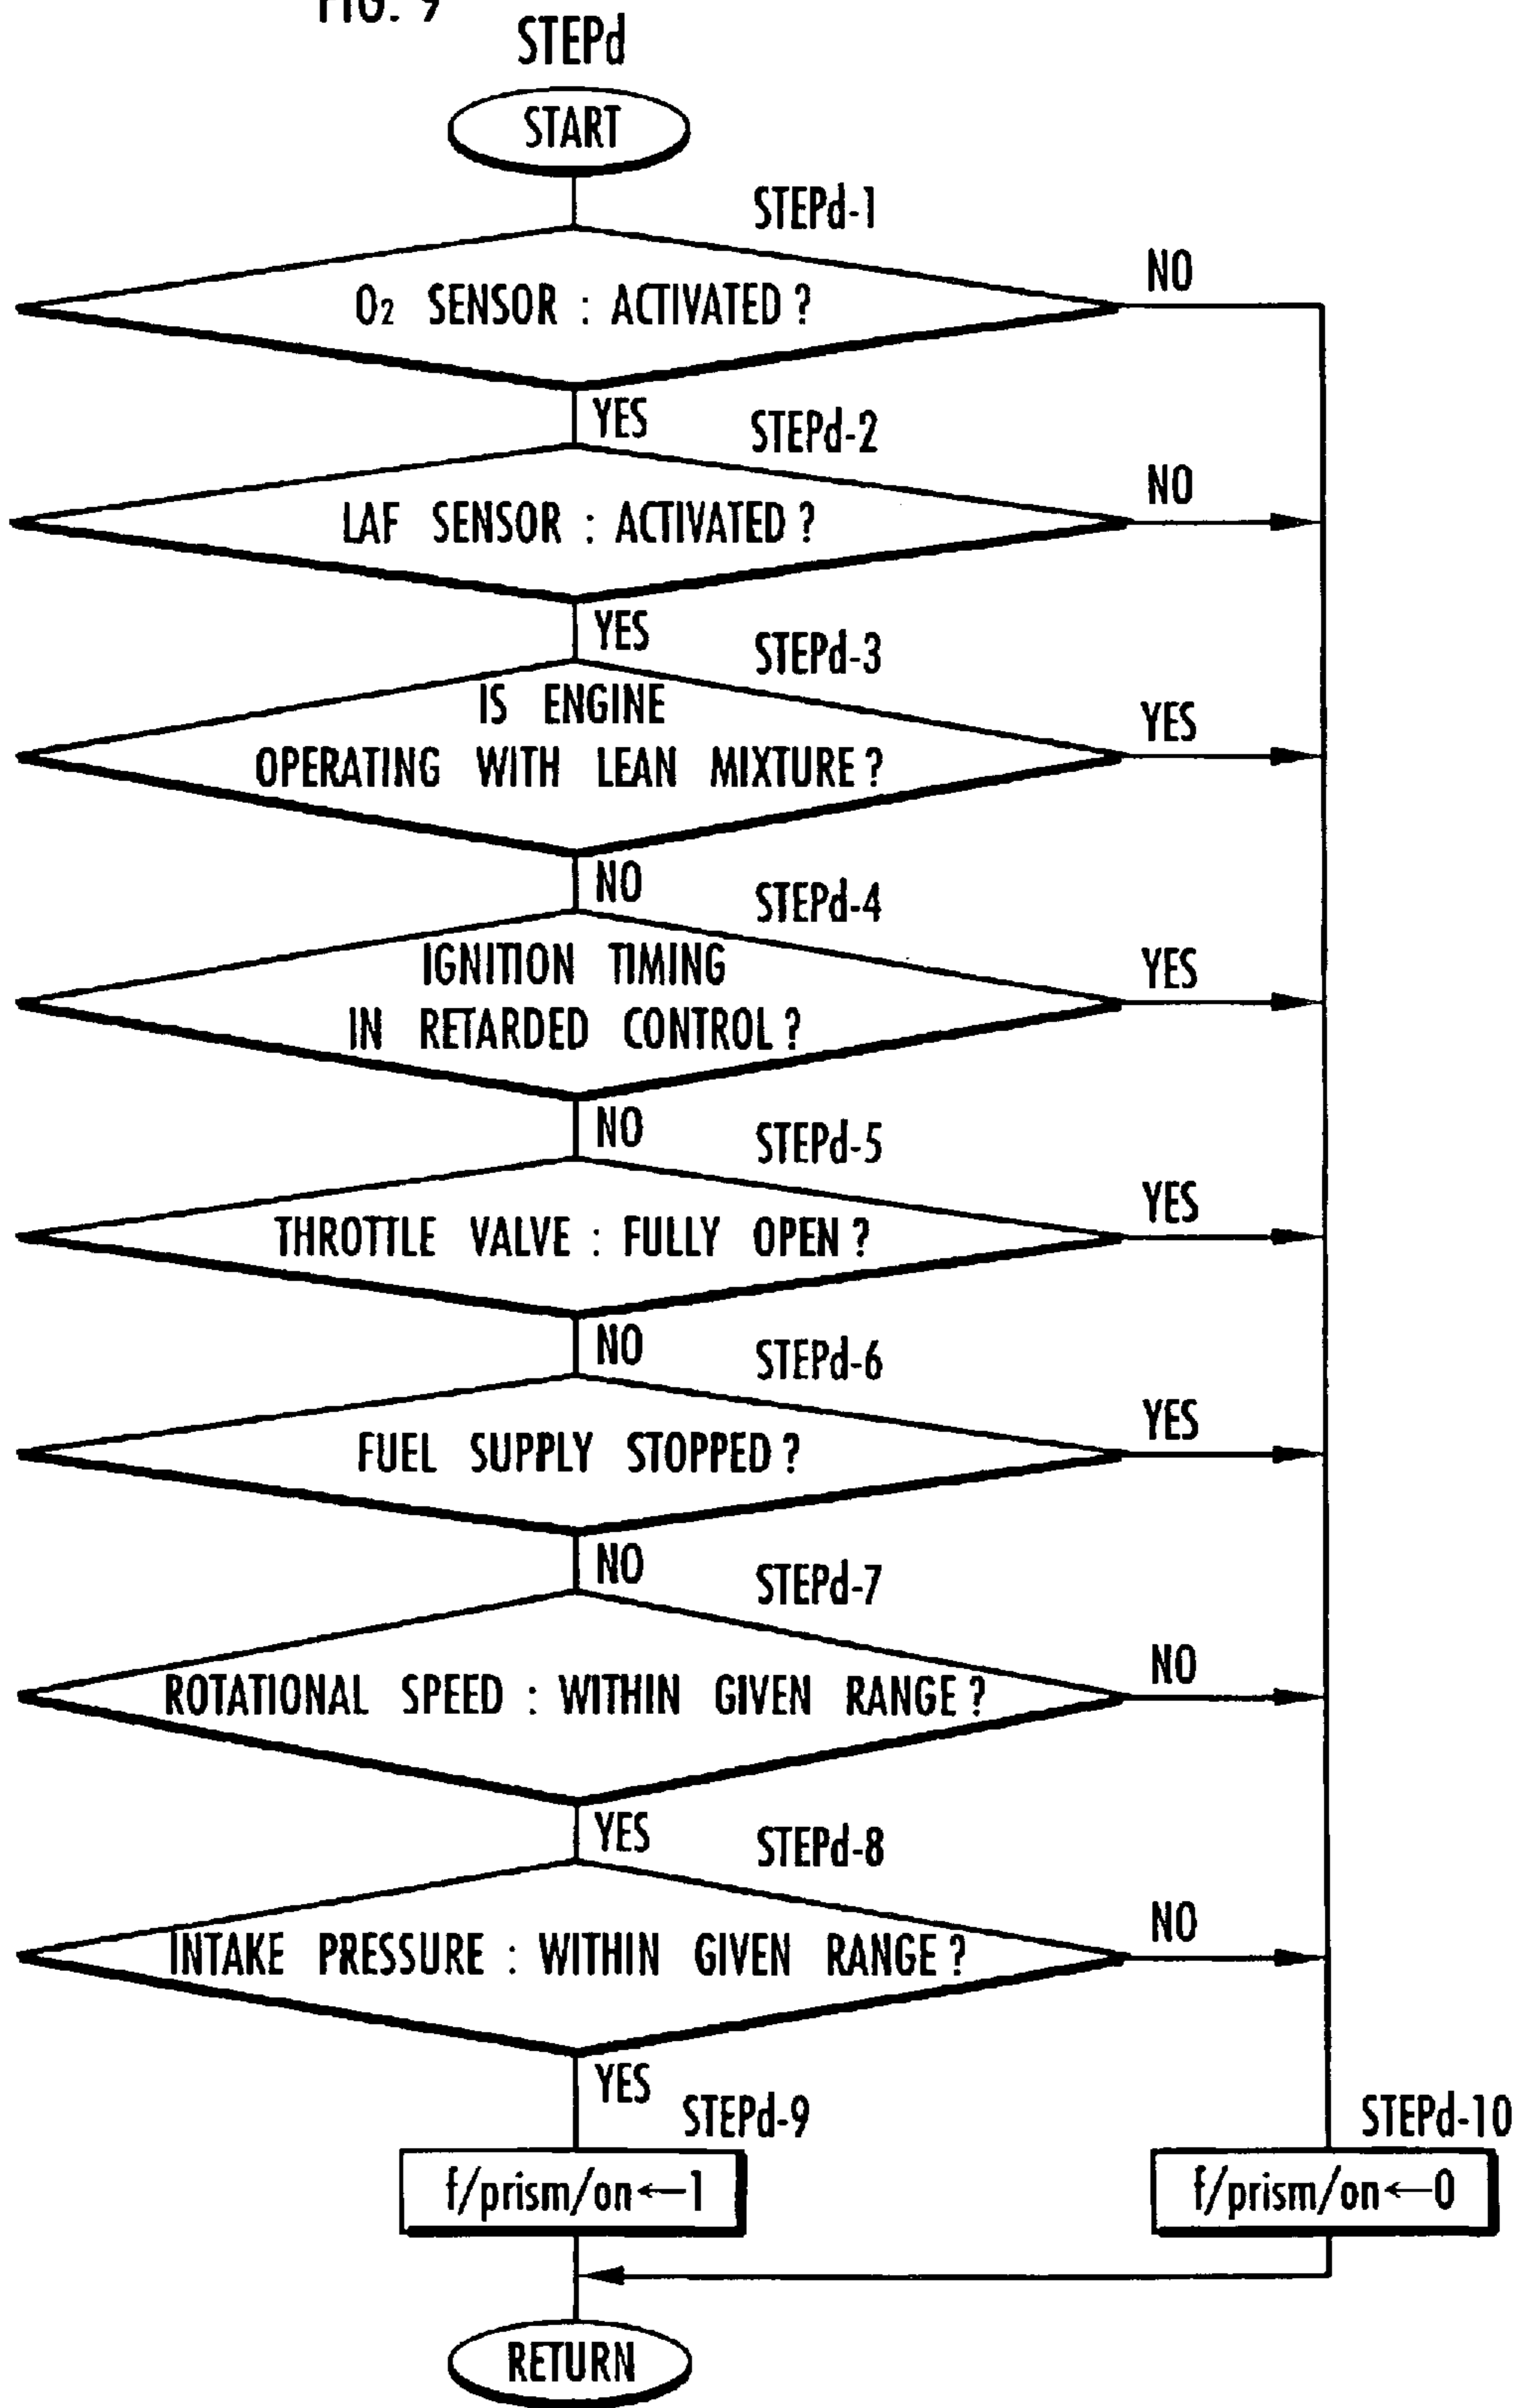 FIG. 9
STEPd
START
STEPd-1
O2 SENSOR : ACTIVATED ?
NO
YES
STEPd-2
LAF SENSOR : ACTIVATED ?
NO
YES
STEPd-3
IS ENGINE
OPERATING WITH LEAN MIXTURE ?
YES
NO
STEPd-4
IGNITION TIMING
IN RETARDED CONTROL ?
YES
NO
STEPd-5
THROTTLE VALVE : FULLY OPEN ?
YES
NO
STEPd-6
FUEL SUPPLY STOPPED ?
YES
NO
STEPd-7
ROTATIONAL SPEED : WITHIN GIVEN RANGE ?
NO
YES
STEPd-8
INTAKE PRESSURE : WITHIN GIVEN RANGE ?
NO
YES
STEPd-9
f/prism/on←1
STEPd-10
f/prism/on←0
RETURN